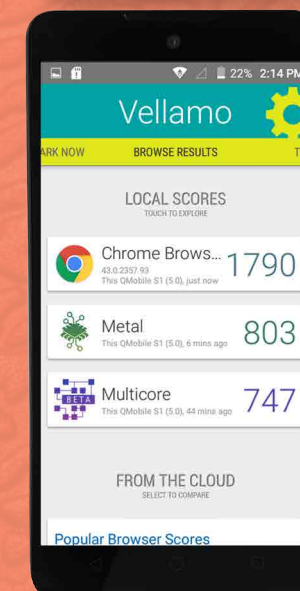 22% 2:14 PM
Vellamo
ARK NOW BROWSE RESULTS T
LOCAL SCORES
TOUCH TO EXPLORE
Chrome Brows... 1790
43.0.2357.93
This QMobile S1 (5.0), just now
Metal 803
This QMobile S1 (5.0), 6 mins ago
BETA Multicore 747
This QMobile S1 (5.0), 44 mins ago
FROM THE CLOUD
SELECT TO COMPARE
Popular Browser Scores